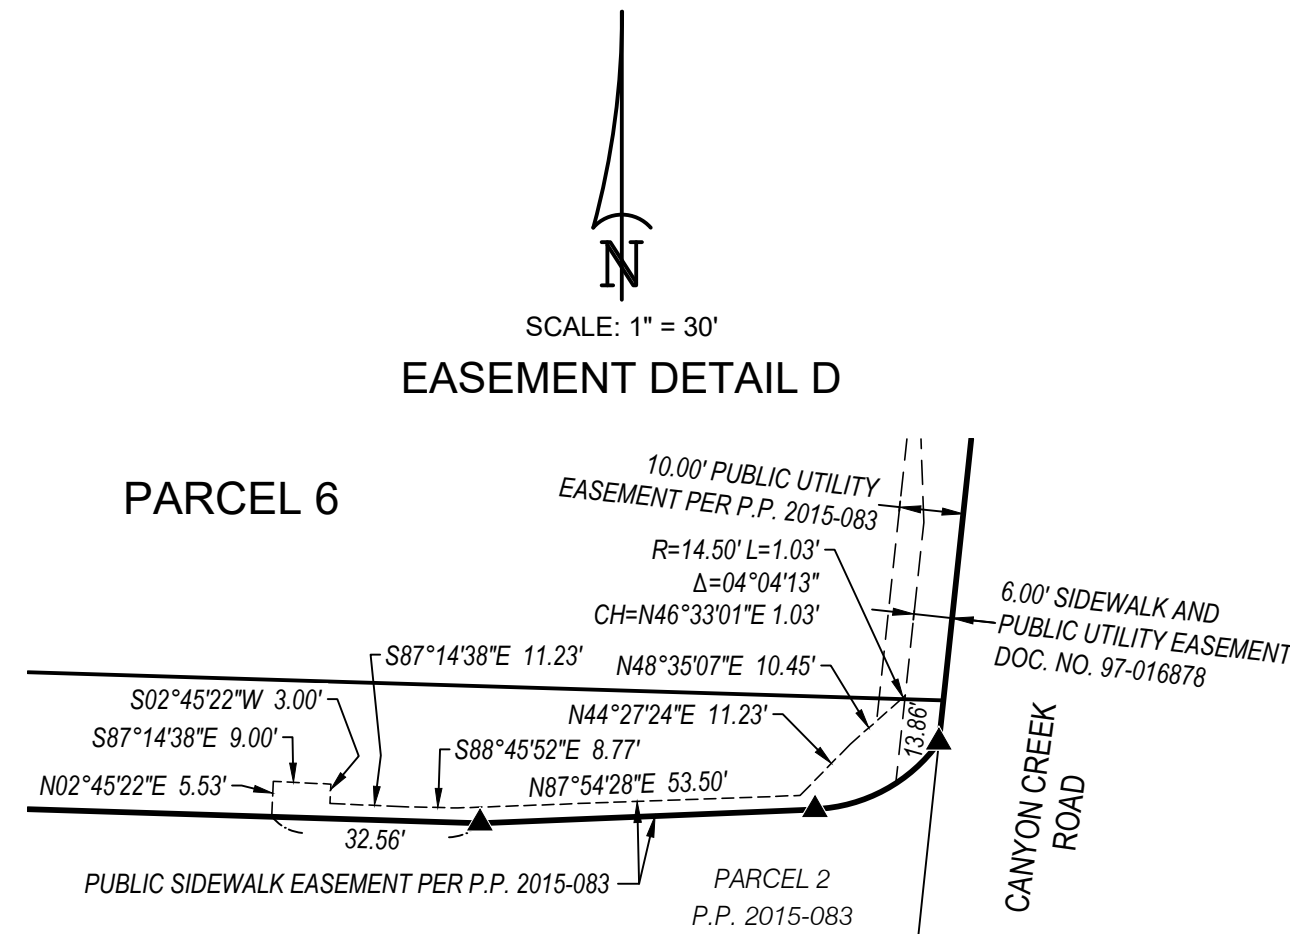 N
SCALE: 1" = 30'
EASEMENT DETAIL D
PARCEL 6
10.00' PUBLIC UTILITY
EASEMENT PER P.P. 2015-083
R=14.50' L=1.03'
Δ=04°04'13"
CH=N46°33'01"E 1.03'
6.00' SIDEWALK AND
PUBLIC UTILITY EASEMENT
DOC. NO. 97-016878
S87°14'38"E 11.23'
N48°35'07"E 10.45'
S02°45'22"W 3.00'
N44°27'24"E 11.23'
13.86'
S87°14'38"E 9.00'
S88°45'52"E 8.77'
N02°45'22"E 5.53'
N87°54'28"E 53.50'
32.56'
CANYON CREEK
ROAD
PUBLIC SIDEWALK EASEMENT PER P.P. 2015-083
PARCEL 2
P.P. 2015-083